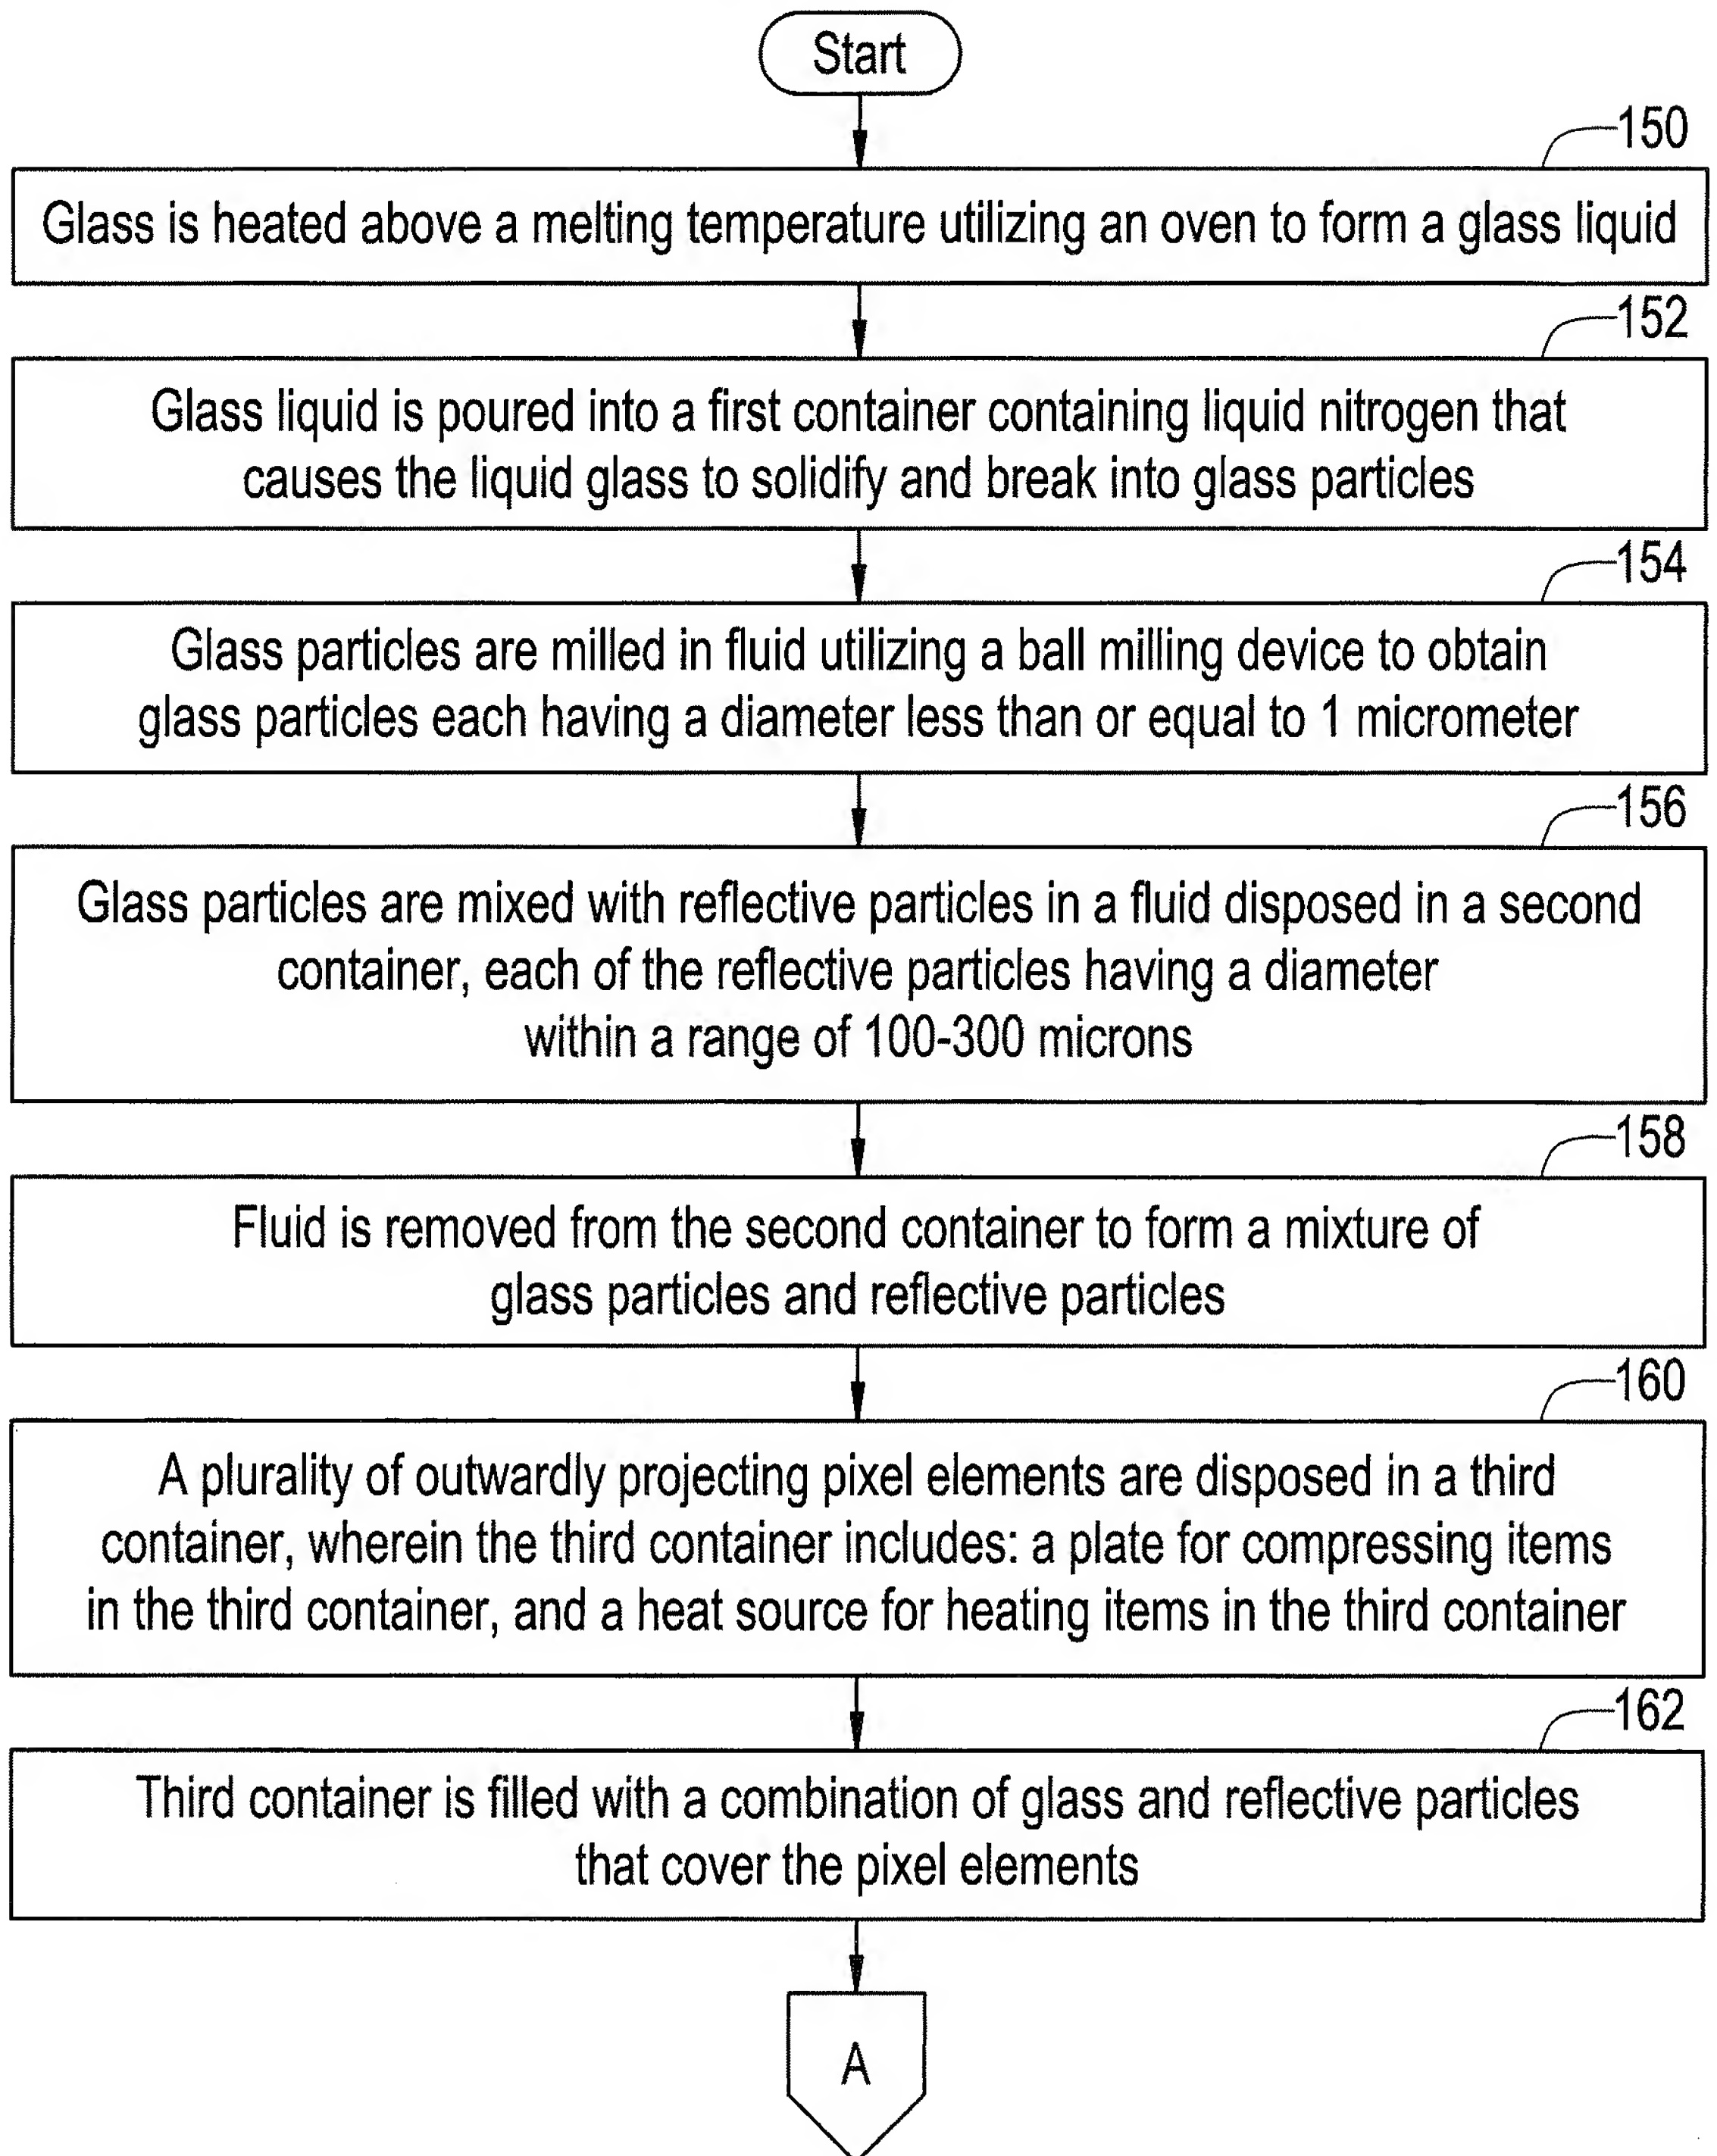 Start
150
Glass is heated above a melting temperature utilizing an oven to form a glass liquid
152
Glass liquid is poured into a first container containing liquid nitrogen that
causes the liquid glass to solidify and break into glass particles
154
Glass particles are milled in fluid utilizing a ball milling device to obtain
glass particles each having a diameter less than or equal to 1 micrometer
156
Glass particles are mixed with reflective particles in a fluid disposed in a second
container, each of the reflective particles having a diameter
within a range of 100-300 microns
158
Fluid is removed from the second container to form a mixture of
glass particles and reflective particles
160
A plurality of outwardly projecting pixel elements are disposed in a third
container, wherein the third container includes: a plate for compressing items
in the third container, and a heat source for heating items in the third container
162
Third container is filled with a combination of glass and reflective particles
that cover the pixel elements
A